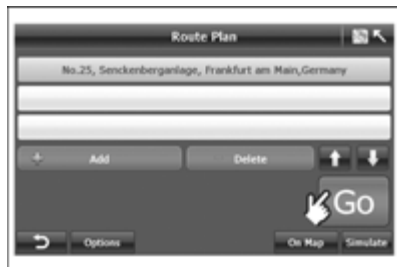 Route Plan
No.25, Senckenberganlage, Frankfurt am Main,Germany
Add
Delete
Go
Options
On Map
Simulate